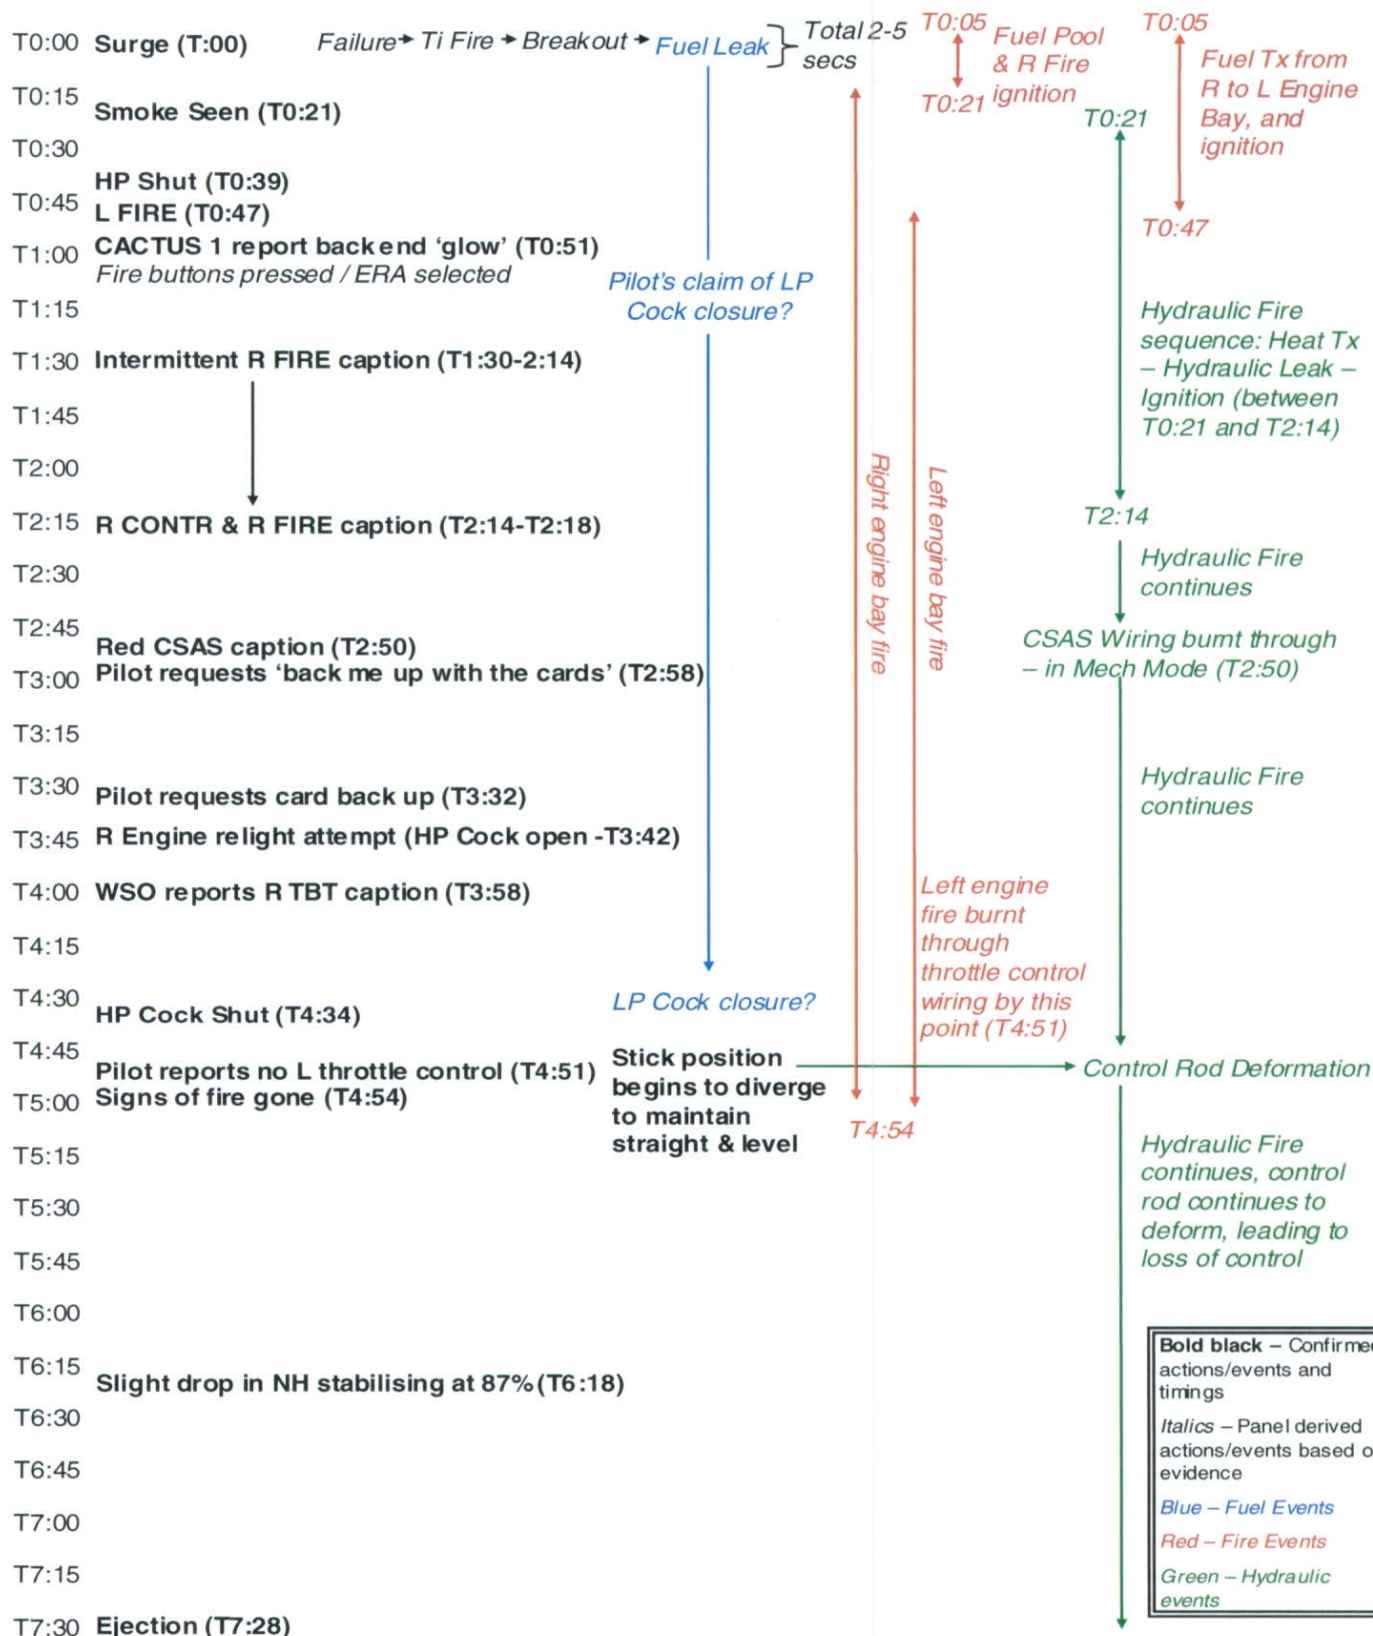 T0:00 Surge (T:00) Failure Ti Fire Breakout Fuel Leak Total 2-5
secs
T0:05
Fuel Pool
& R Fire
ignition
T0:21
T0:05
Fuel Tx from
R to L Engine
Bay, and
ignition
T0:47
T0:15
Smoke Seen (T0:21)
T0:30
HP Shut (T0:39)
T0:45
L FIRE (T0:47)
T1:00 CACTUS 1 report back end ‘glow’ (T0:51)
Fire buttons pressed / ERA selected
Pilot’s claim of LP
Cock closure?
T1:15
T1:30 Intermittent R FIRE caption (T1:30-2:14)
T1:45
T2:00
T2:15 R CONTR & R FIRE caption (T2:14-T2:18)
T2:30
T2:45
Red CSAS caption (T2:50)
T3:00 Pilot requests ‘back me up with the cards’ (T2:58)
T3:15
T3:30
Pilot requests card back up (T3:32)
T3:45 R Engine relight attempt (HP Cock open -T3:42)
T4:00 WSO reports R TBT caption (T3:58)
T4:15
T4:30
LP Cock closure?
HP Cock Shut (T4:34)
T4:45
Pilot reports no L throttle control (T4:51)
T5:00 Signs of fire gone (T4:54)
Stick position
begins to diverge
to maintain
straight & level
T5:15
T5:30
T5:45
T6:00
T6:15
Slight drop in NH stabilising at 87% (T6:18)
T6:30
T6:45
T7:00
T7:15
T7:30 Ejection (T7:28)
Right engine bay fire
Left engine bay fire
Left engine
fire burnt
through
throttle control
wiring by this
point (T4:51)
T4:54
T0:21
Hydraulic Fire
sequence: Heat Tx
– Hydraulic Leak –
Ignition (between
T0:21 and T2:14)
T2:14
Hydraulic Fire
continues
CSAS Wiring burnt through
– in Mech Mode (T2:50)
Hydraulic Fire
continues
Control Rod Deformation
Hydraulic Fire
continues, control
rod continues to
deform, leading to
loss of control
Bold black – Confirmed
actions/events and
timings
Italics – Panel derived
actions/events based o
evidence
Blue – Fuel Events
Red – Fire Events
Green – Hydraulic
events